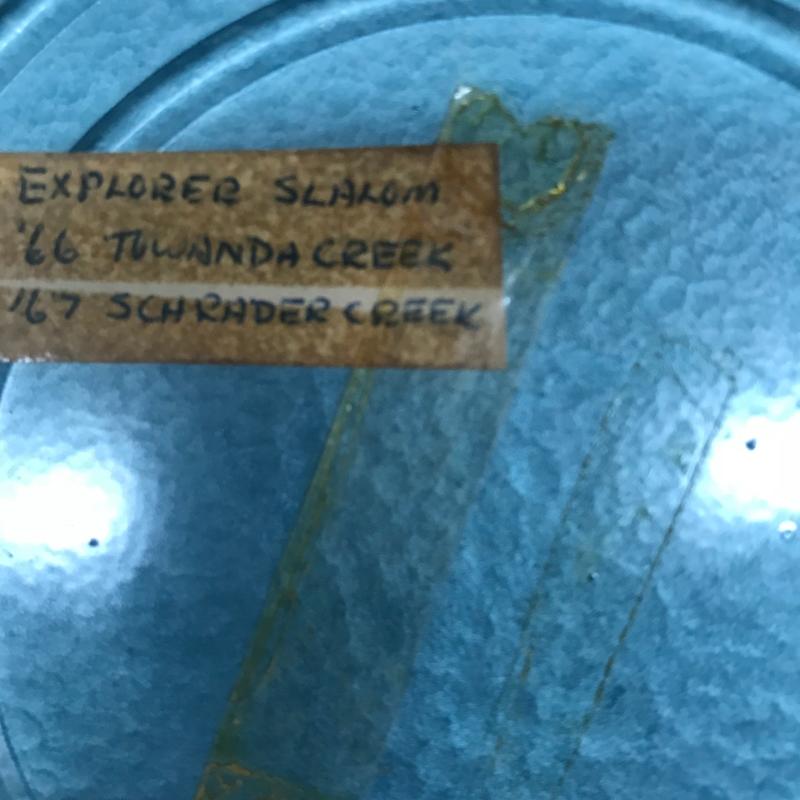 EXPLORER SLALOM
'66 TOWANDA CREEK
'67 SCHRADER CREEK